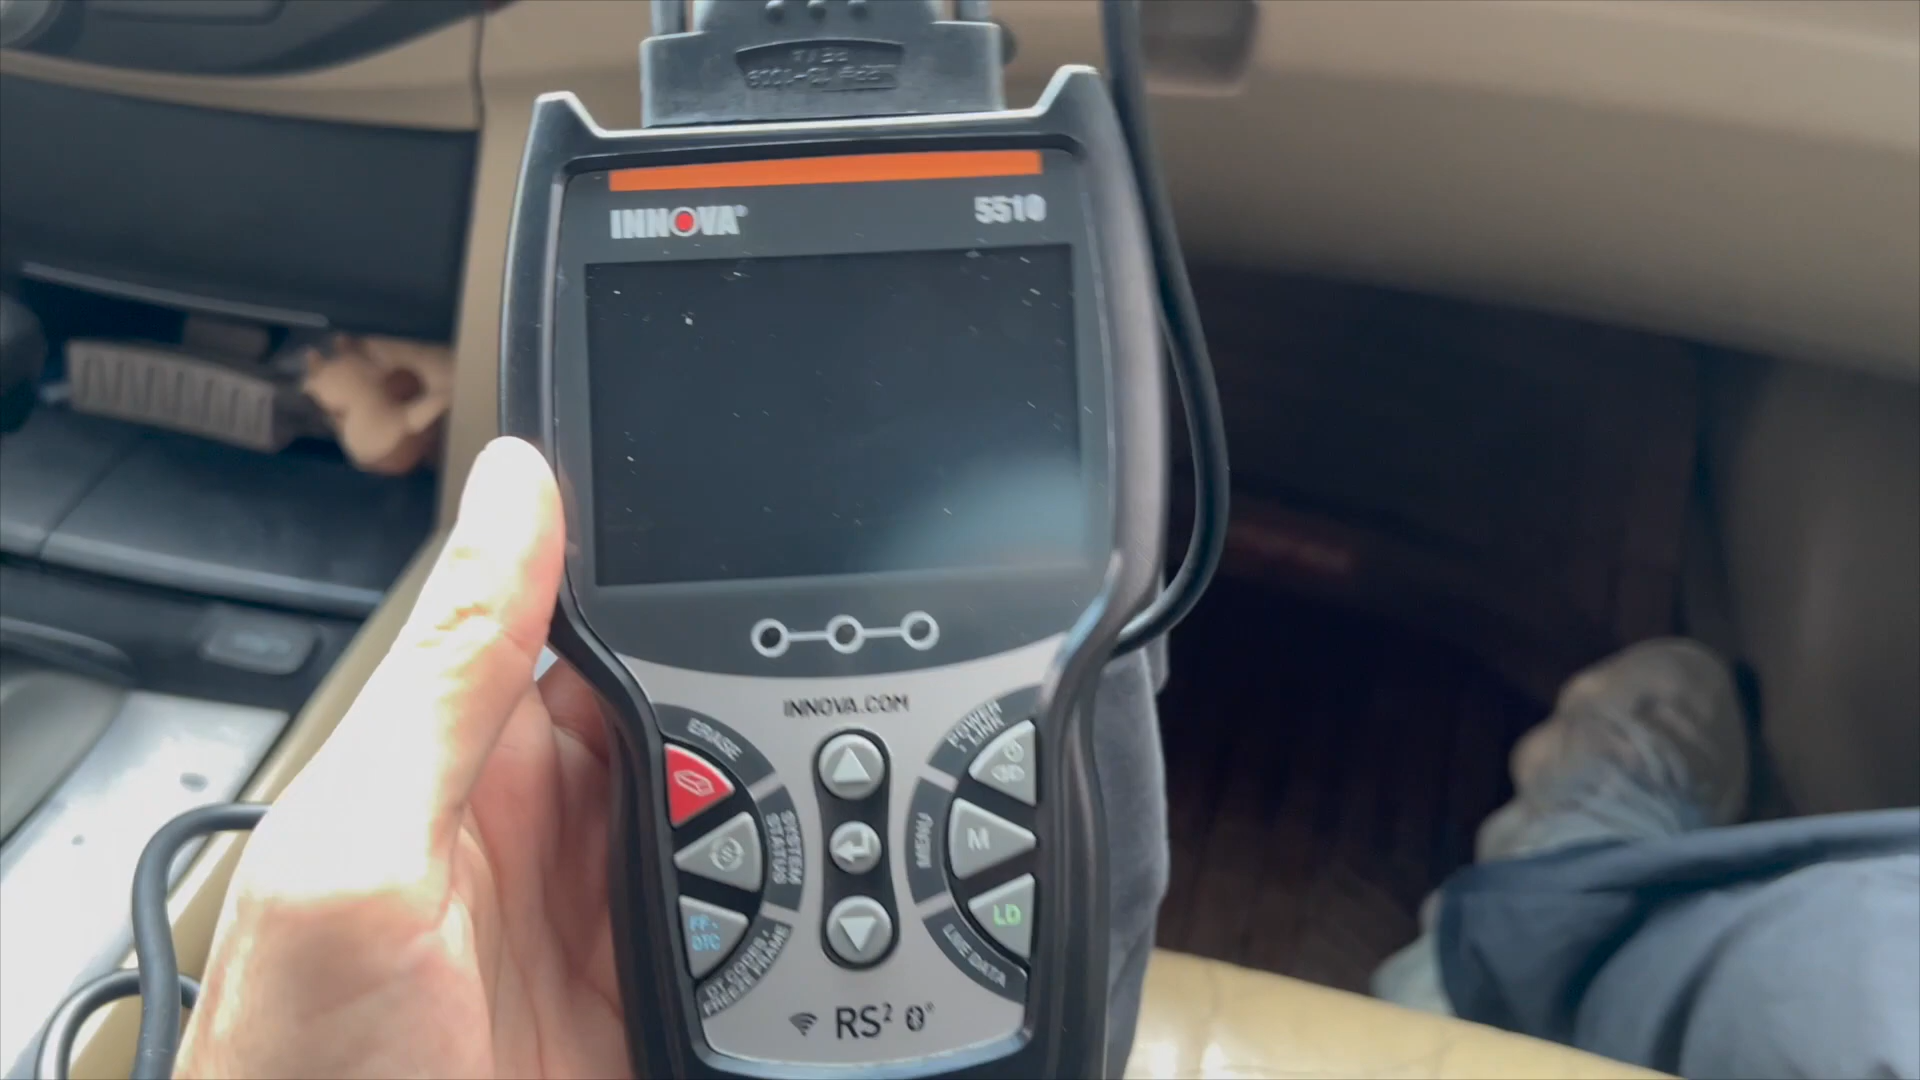 INNOVA®
5510
INNOVA.COM
ERASE
POWER
• LINK
SYSTEM
STATUS
M
MENU
FF-
DTC
LD
DT CODES •
FREEZE FRAME
LIVE DATA
RS²